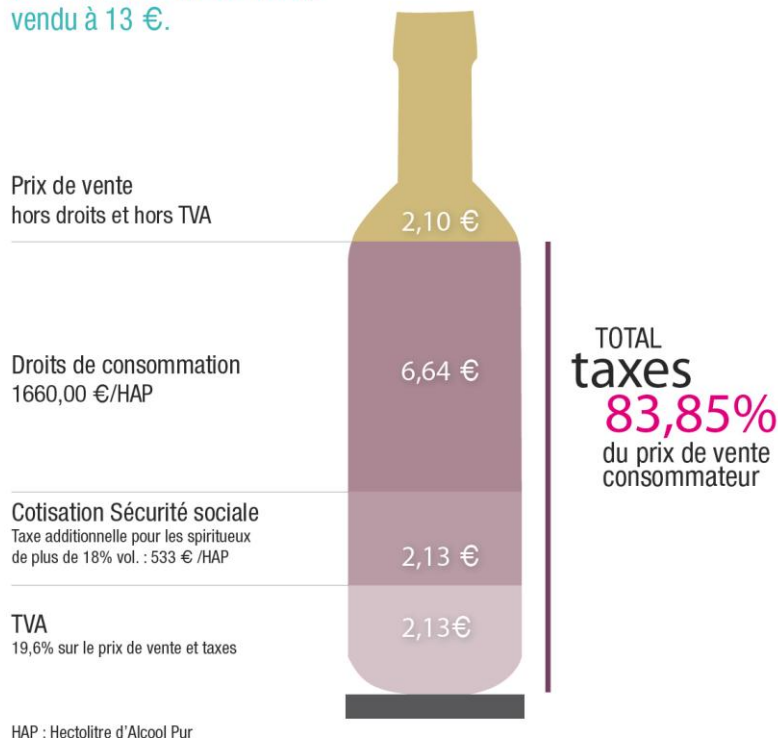 vendu à 13 €.
Prix de vente
hors droits et hors TVA
2,10 €
Droits de consommation
1660,00 €/HAP
6,64 €
TOTAL
taxes
83,85%
du prix de vente
consommateur
Cotisation Sécurité sociale
Taxe additionnelle pour les spiritueux
de plus de 18% vol. : 533 € /HAP
2,13 €
TVA
19,6% sur le prix de vente et taxes
2,13€
HAP : Hectolitre d'Alcool Pur